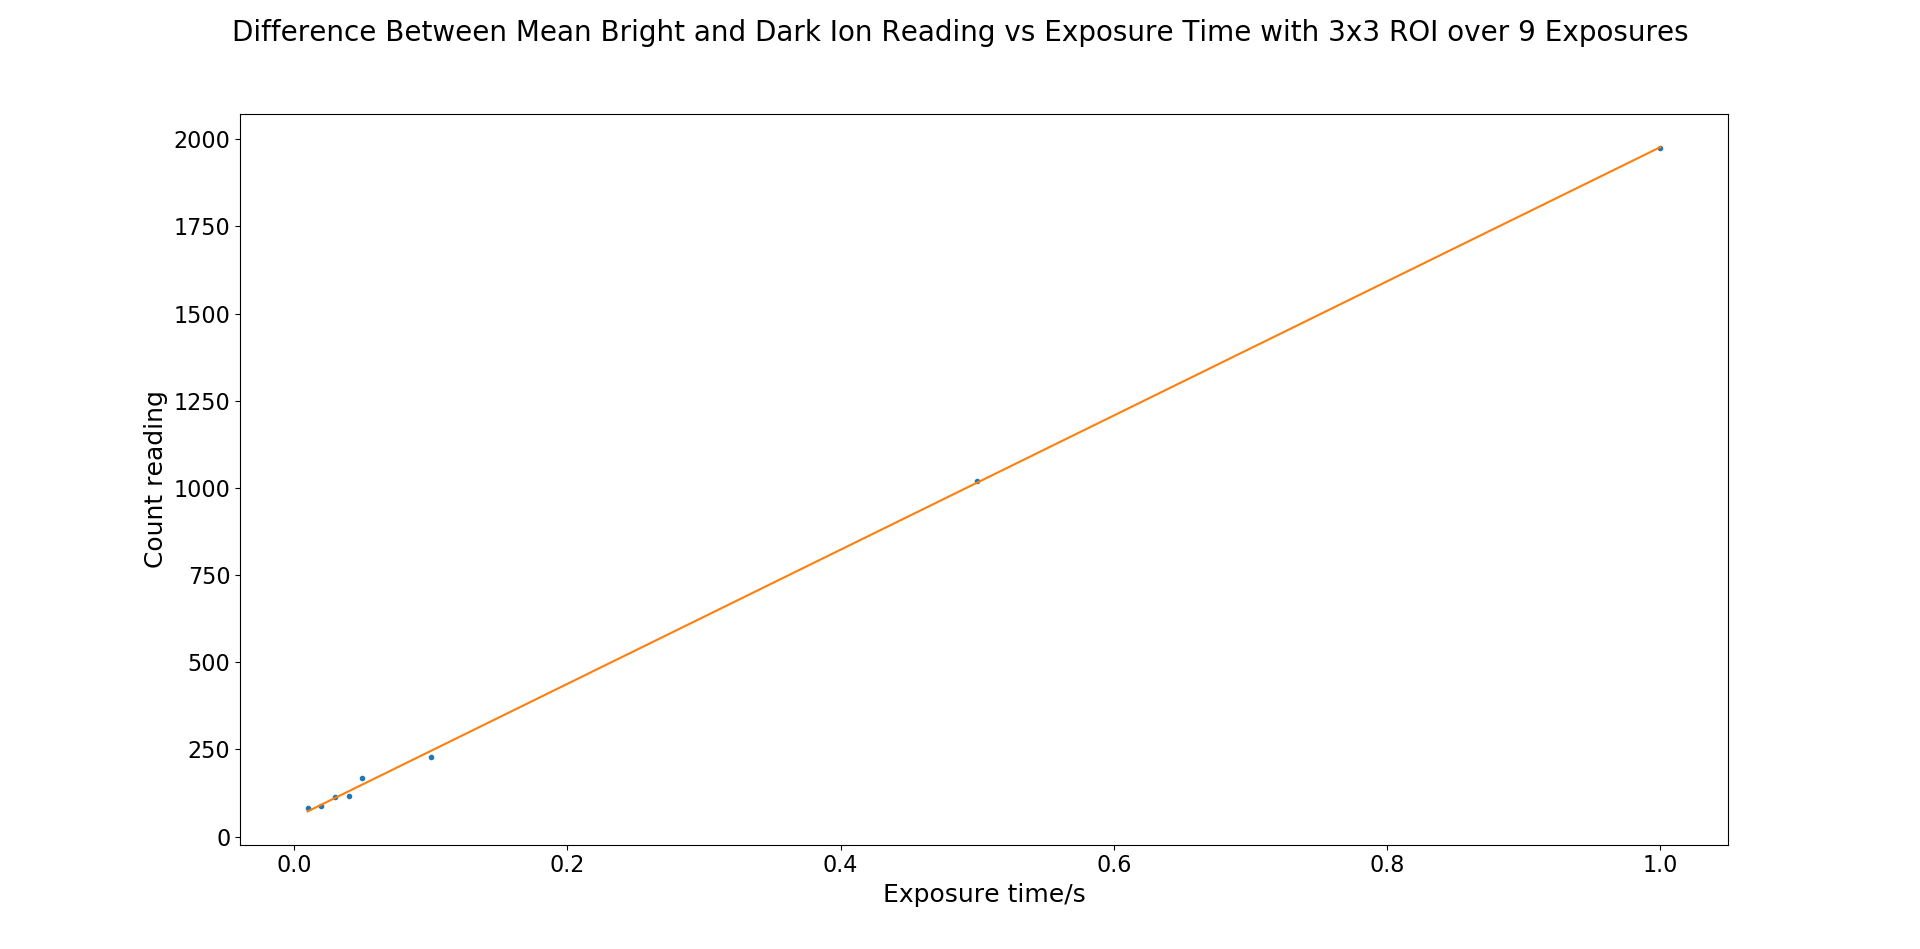 Difference Between Mean Bright and Dark Ion Reading vs Exposure Time with 3x3 ROI over 9 Exposures
2000
1750
1500
1250
1000
750
500
250
0
Count reading
0.0 0.2 0.4 0.6 0.8 1.0
Exposure time/s